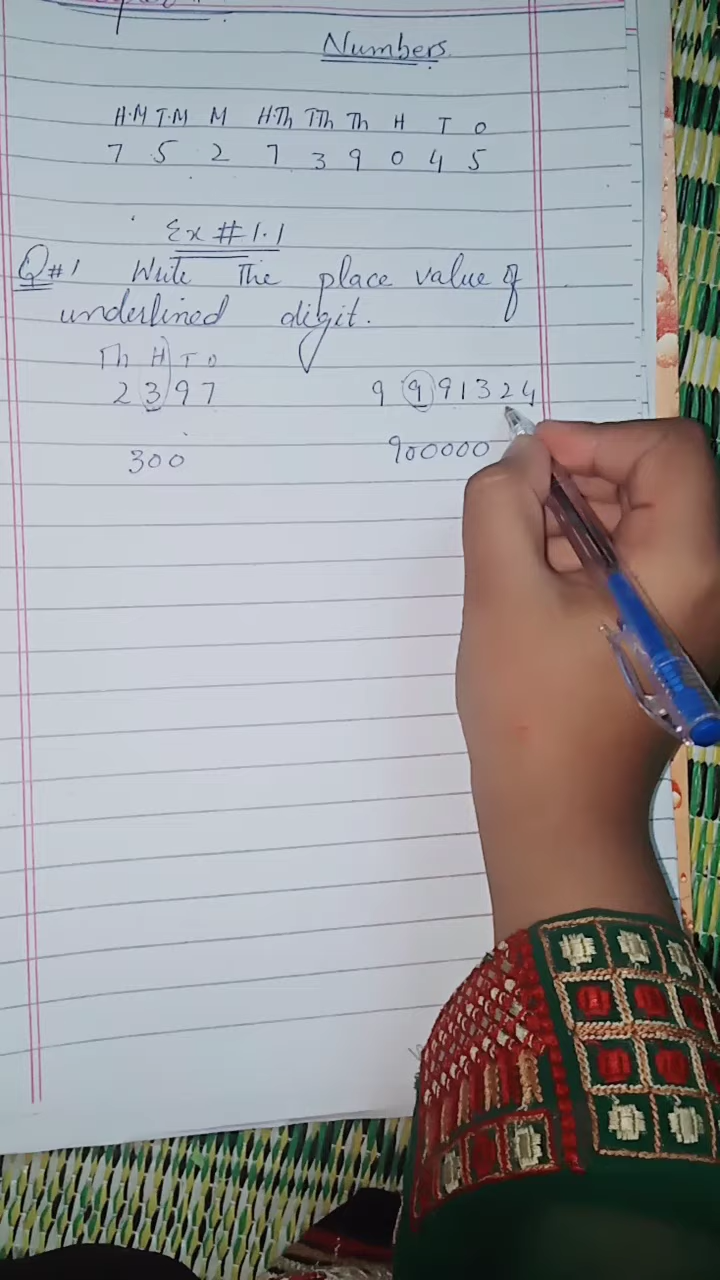 Numbers
H.M T.M M H.Th T.Th Th H T O
7 5 2 7 3 9 0 4 5
Ex # 1.1
Q#1 Write The place value of
underlined digit.
Th H T O
2 3 9 7 9 9 9 1 3 2 4
300 900000